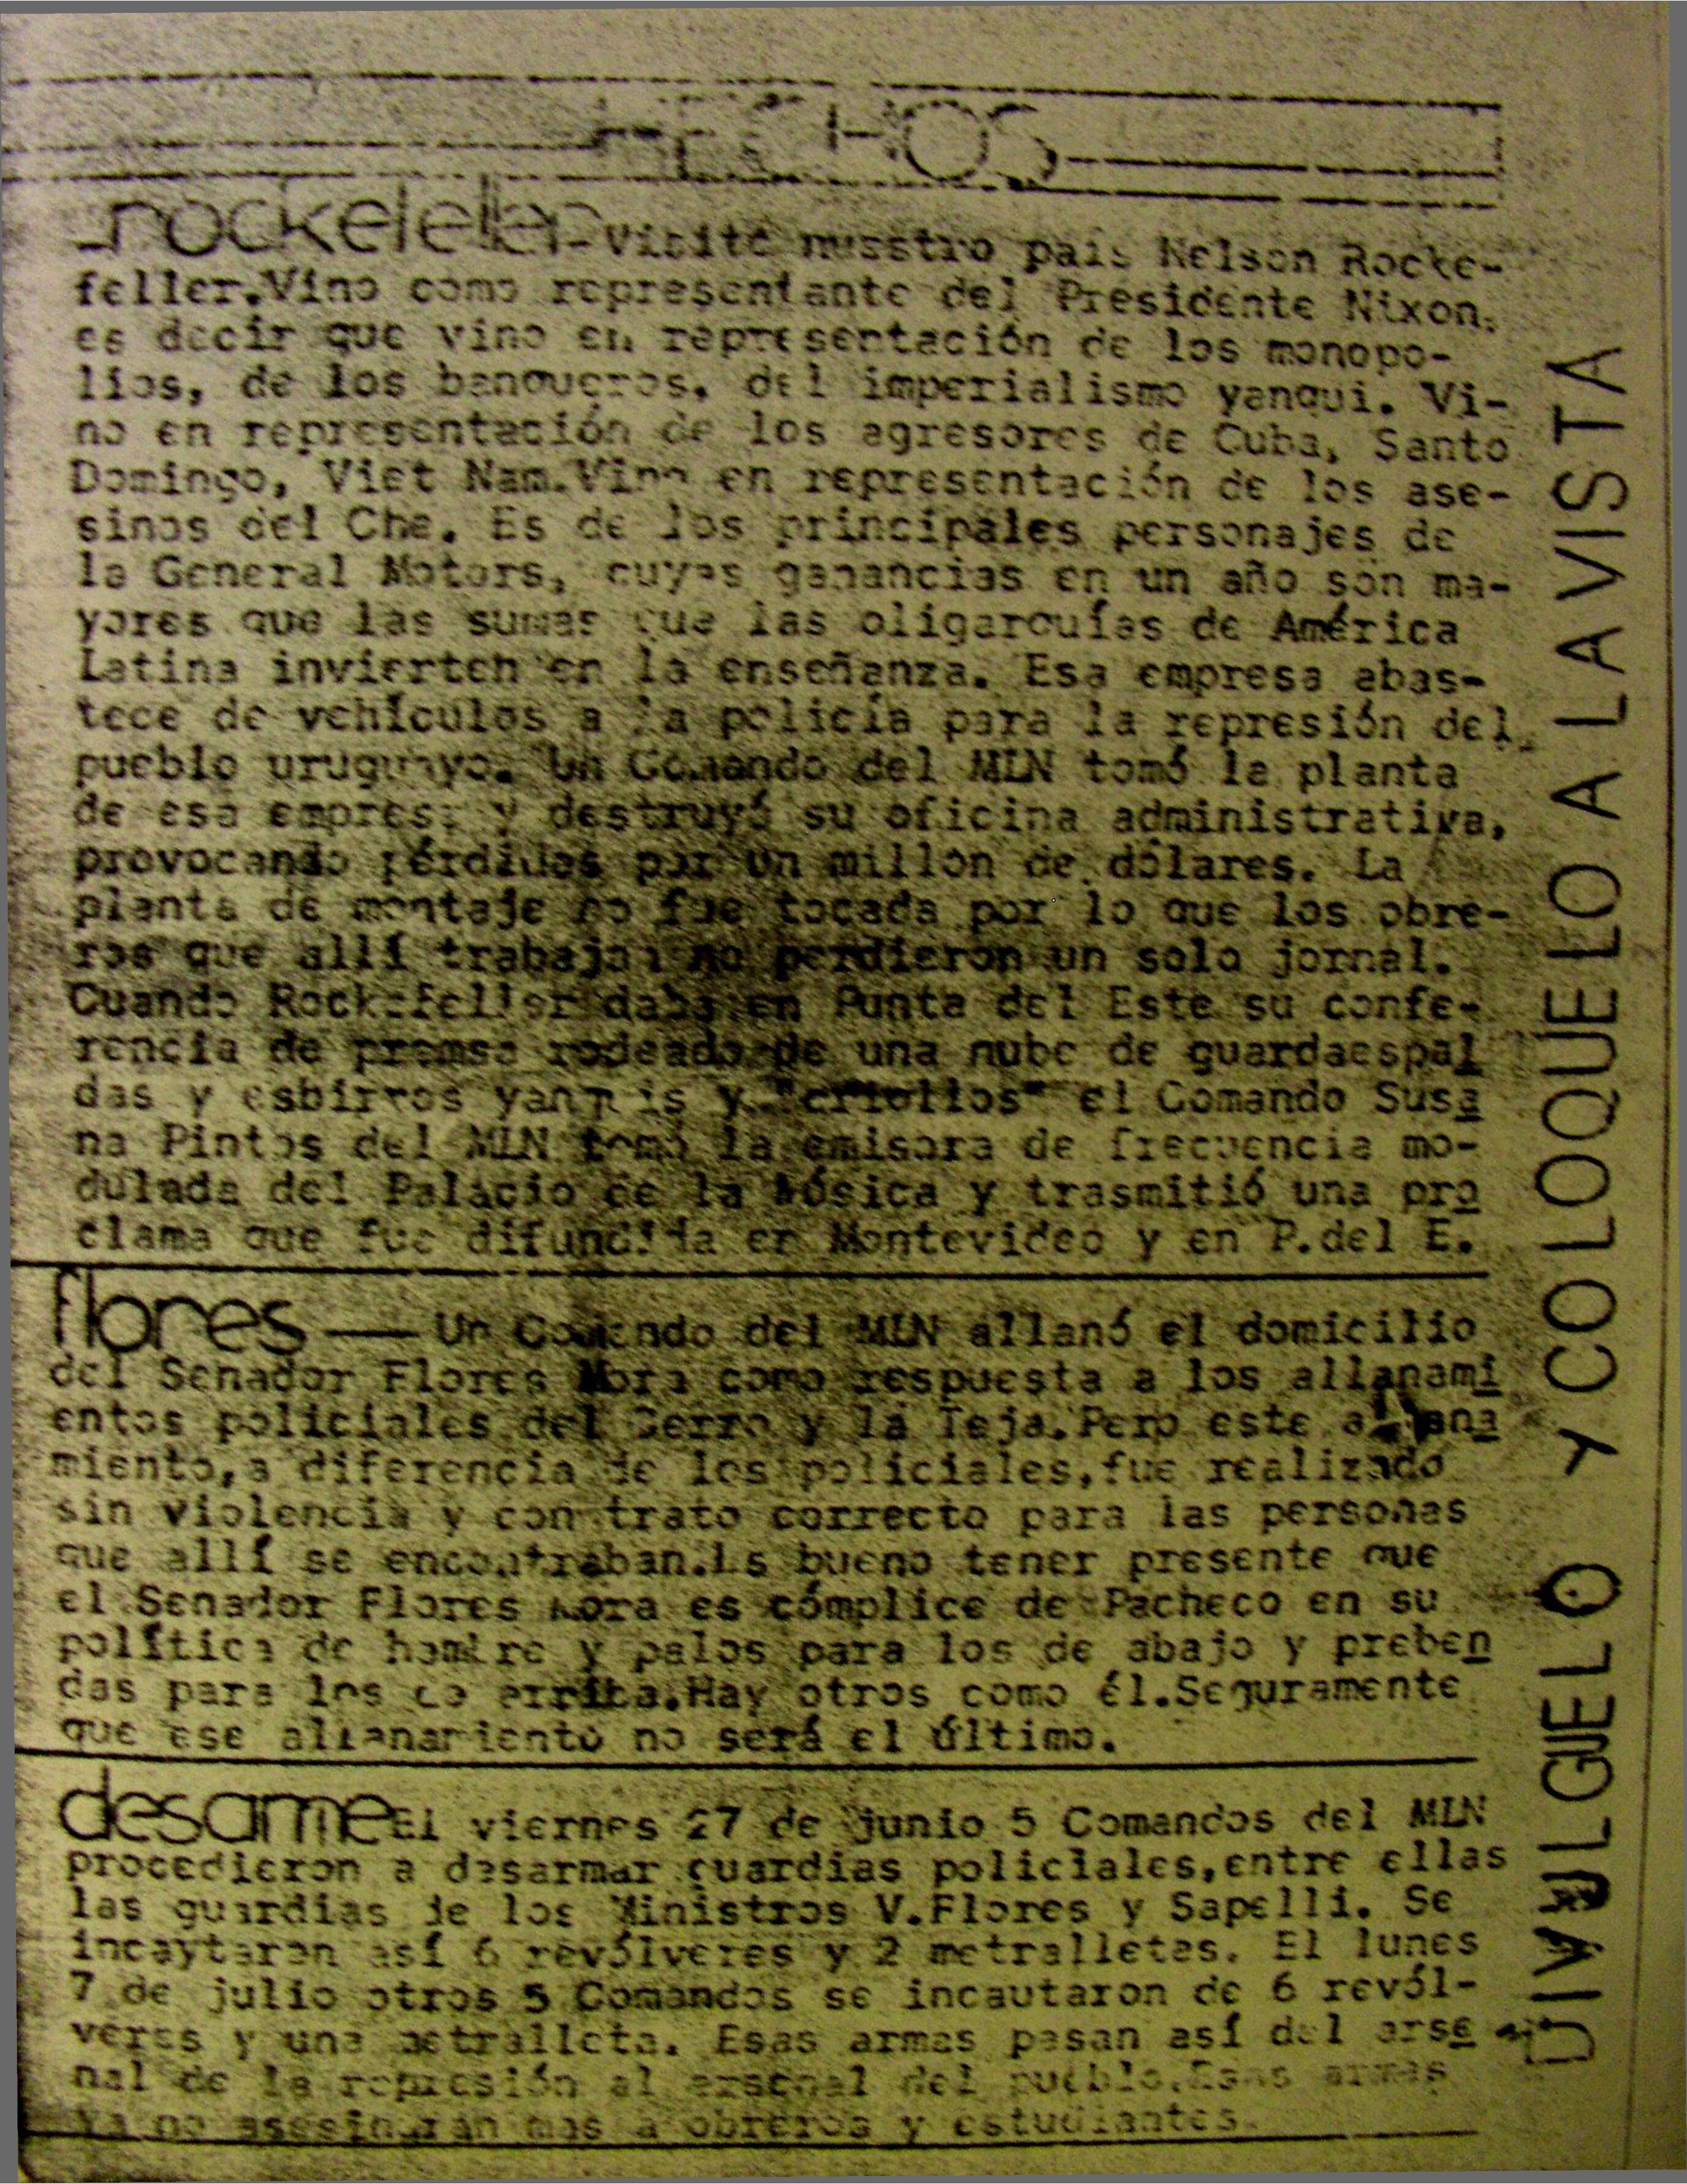 HECHOS
rockefeller-Visitó nuestro país Nelson Rocke-
feller.Vino como representante del Presidente Nixon,
es decir que vino en representación de los monopo-
lios, de los banqueros, del imperialismo yanqui. Vi-
no en representación de los agresores de Cuba, Santo
Domingo, Viet Nam.Vino en representación de los ase-
sinos del Che. Es de los principales personajes de
la General Motors, cuyas ganancias en un año son ma-
yores que las sumas que las oligarquías de América
Latina invierten en la enseñanza. Esa empresa abas-
tece de vehículos a la policía para la represión del
pueblo uruguayo. Un Comando del MLN tomó la planta
de esa empresa y destruyó su oficina administrativa,
provocando pérdidas por un millón de dólares. La
planta de montaje no fue tocada por lo que los obre-
ros que allí trabajan no perdieron un solo jornal.
Cuando Rockefeller daba en Punta del Este su confe-
rencia de prensa rodeado de una nube de guardaespal
das y esbirros yanquis y "criollos" el Comando Susa
na Pintos del MLN tomó la emisora de frecuencia mo-
dulada del Palacio de la Música y trasmitió una pro
clama que fue difundida en Montevideo y en P.del E.
flores — Un Comando del MLN allanó el domicilio
del Senador Flores Mora como respuesta a los allanami
entos policiales del Cerro y la Teja.Pero este allana
miento,a diferencia de los policiales,fue realizado
sin violencia y con trato correcto para las personas
que allí se encontraban.Es bueno tener presente que
el Senador Flores Mora es cómplice de Pacheco en su
política de hambre y palos para los de abajo y preben
das para los de arriba.Hay otros como él.Seguramente
que ese allanamiento no será el último.
desarme El viernes 27 de junio 5 Comandos del MLN
procedieron a desarmar guardias policiales,entre ellas
las guardias de los Ministros V.Flores y Sapelli. Se
incaytaron así 6 revólveres y 2 metralletas. El lunes
7 de julio otros 5 Comandos se incautaron de 6 revól-
veres y una metralleta. Esas armas pasan así del arse
nal de la represión al arsenal del pueblo.Esas armas
ya no asesinarán mas a obreros y estudiantes.
DIVULGUELO Y COLOQUELO A LA VISTA